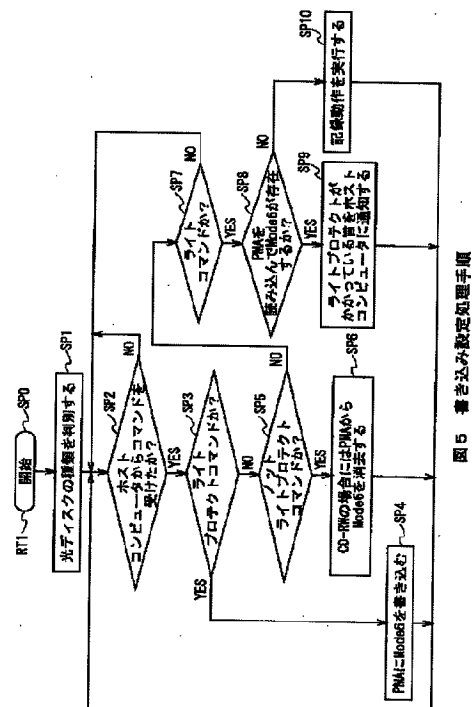 RT1
開始
SP0
光ディスクの種類を判別する
SP1
ホスト
コンピュータからコマンドを
受けたか?
SP2
NO
YES
ライト
プロテクトコマンドか?
SP3
YES
NO
PMAにMode6を書き込む
SP4
ノット
ライトプロテクト
コマンドか?
SP5
NO
YES
CD-RWの場合にはPMAから
Mode6を消去する
SP6
ライト
コマンドか?
SP7
NO
YES
PMAを
読み込んでMode6が存在
するか?
SP8
NO
YES
ライトプロテクトが
かかっている旨をホスト
コンピュータに通知する
SP9
記録動作を実行する
SP10
図5 書き込み設定処理手順